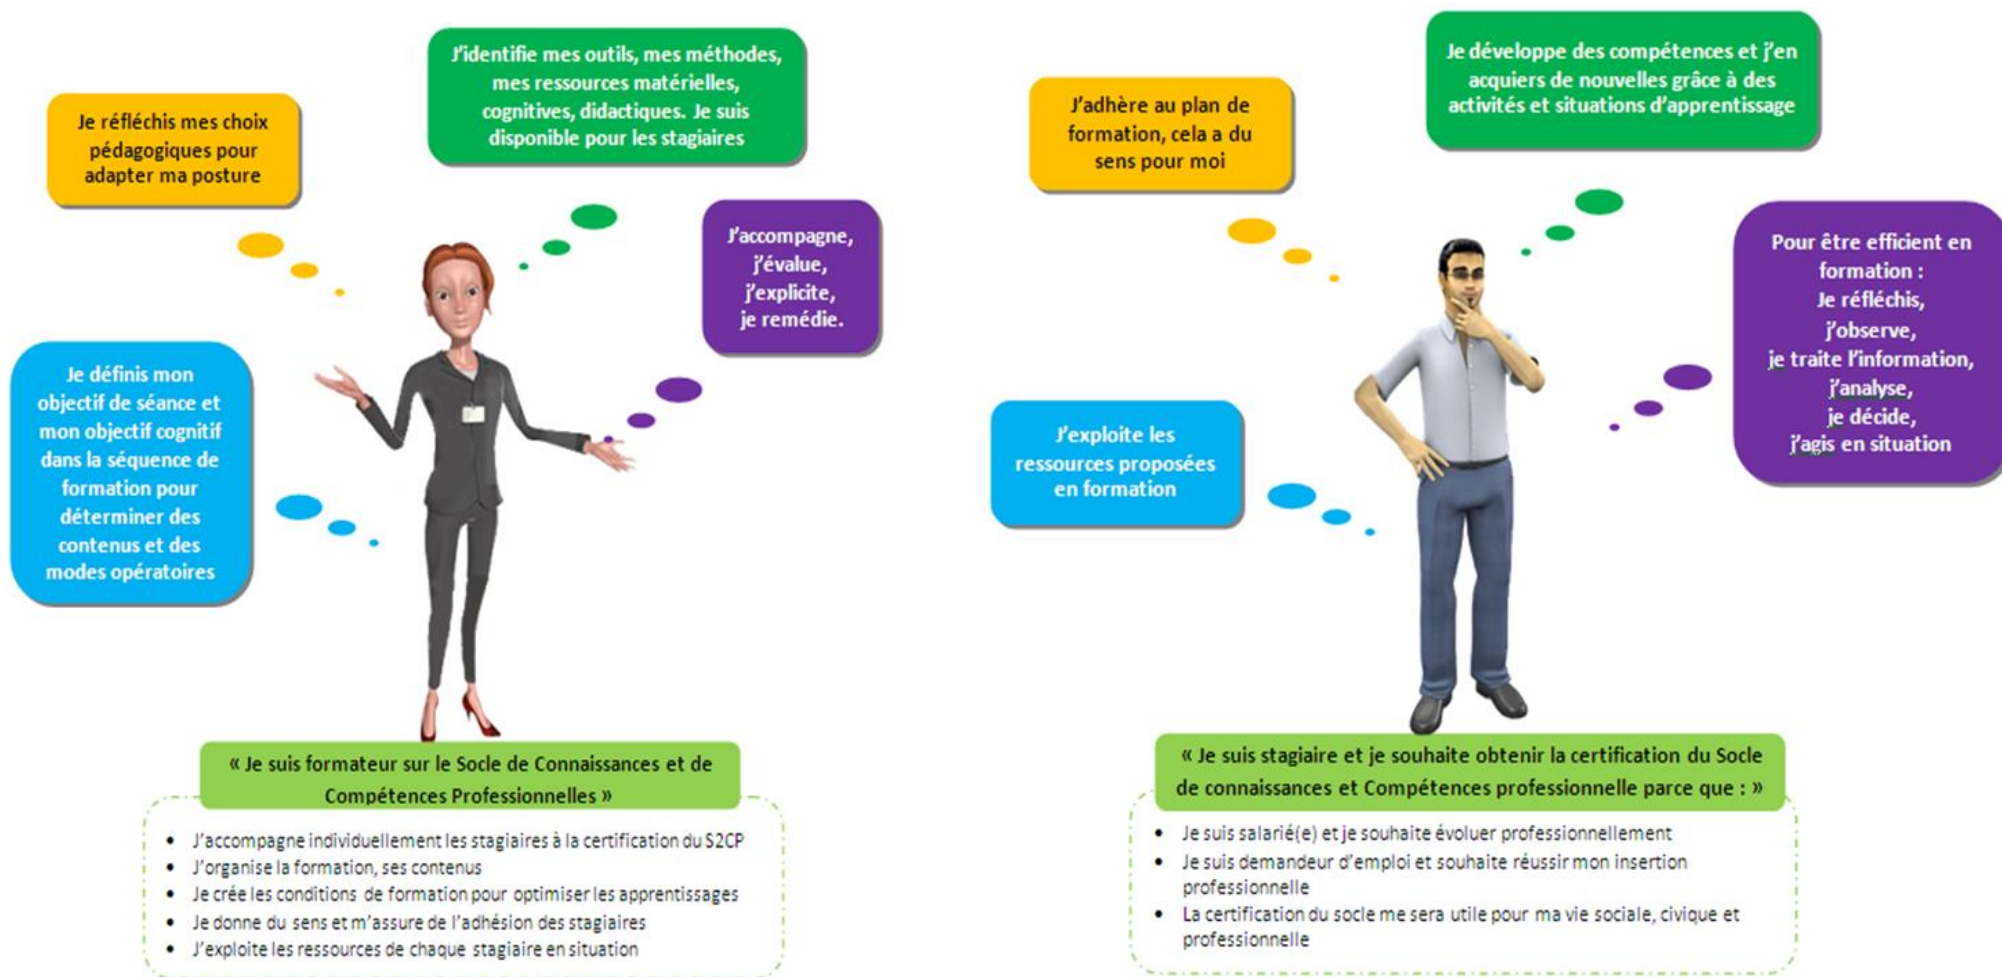 Je réfléchis mes choix
pédagogiques pour
adapter ma posture
J'identifie mes outils, mes méthodes,
mes ressources matérielles,
cognitives, didactiques. Je suis
disponible pour les stagiaires
J'accompagne,
j'évalue,
j'explicite,
je remédie.
Je définis mon
objectif de séance et
mon objectif cognitif
dans la séquence de
formation pour
déterminer des
contenus et des
modes opératoires
« Je suis formateur sur le Socle de Connaissances et de
Compétences Professionnelles »
• J'accompagne individuellement les stagiaires à la certification du S2CP
• J'organise la formation, ses contenus
• Je crée les conditions de formation pour optimiser les apprentissages
• Je donne du sens et m'assure de l'adhésion des stagiaires
• J'exploite les ressources de chaque stagiaire en situation
J'adhère au plan de
formation, cela a du
sens pour moi
Je développe des compétences et j'en
acquiers de nouvelles grâce à des
activités et situations d'apprentissage
Pour être efficient en
formation :
Je réfléchis,
j'observe,
je traite l'information,
j'analyse,
je décide,
j'agis en situation
J'exploite les
ressources proposées
en formation
« Je suis stagiaire et je souhaite obtenir la certification du Socle
de connaissances et Compétences professionnelle parce que : »
• Je suis salarié(e) et je souhaite évoluer professionnellement
• Je suis demandeur d'emploi et souhaite réussir mon insertion
professionnelle
• La certification du socle me sera utile pour ma vie sociale, civique et
professionnelle